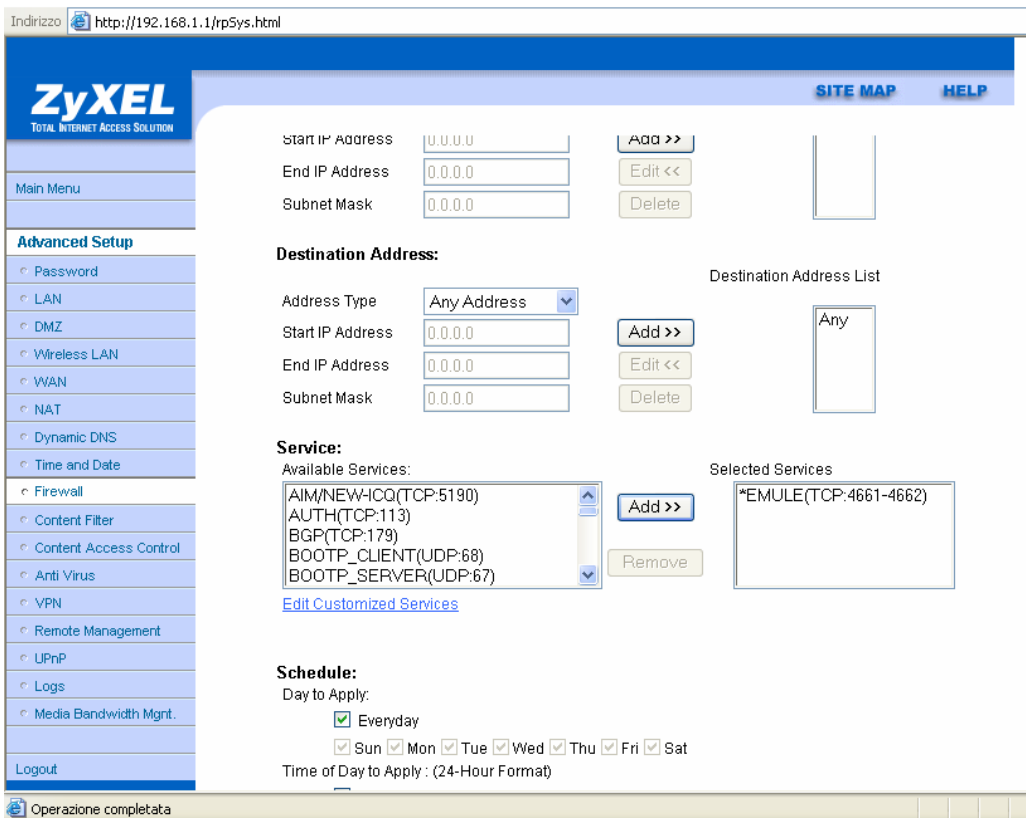 Indirizzo http://192.168.1.1/rpSys.html
ZyXEL
TOTAL INTERNET ACCESS SOLUTION
SITE MAP HELP
Main Menu
Advanced Setup
Password
LAN
DMZ
Wireless LAN
WAN
NAT
Dynamic DNS
Time and Date
Firewall
Content Filter
Content Access Control
Anti Virus
VPN
Remote Management
UPnP
Logs
Media Bandwidth Mgnt.
Logout
Start IP Address 0.0.0.0 Add >>
End IP Address 0.0.0.0 Edit <<
Subnet Mask 0.0.0.0 Delete
Destination Address:
Destination Address List
Address Type Any Address
Any
Start IP Address 0.0.0.0 Add >>
End IP Address 0.0.0.0 Edit <<
Subnet Mask 0.0.0.0 Delete
Service:
Available Services: Selected Services
AIM/NEW-ICQ(TCP:5190)
AUTH(TCP:113)
BGP(TCP:179)
BOOTP_CLIENT(UDP:68)
BOOTP_SERVER(UDP:67)
Add >>
Remove
*EMULE(TCP:4661-4662)
Edit Customized Services
Schedule:
Day to Apply:
Everyday
Sun Mon Tue Wed Thu Fri Sat
Time of Day to Apply : (24-Hour Format)
Operazione completata